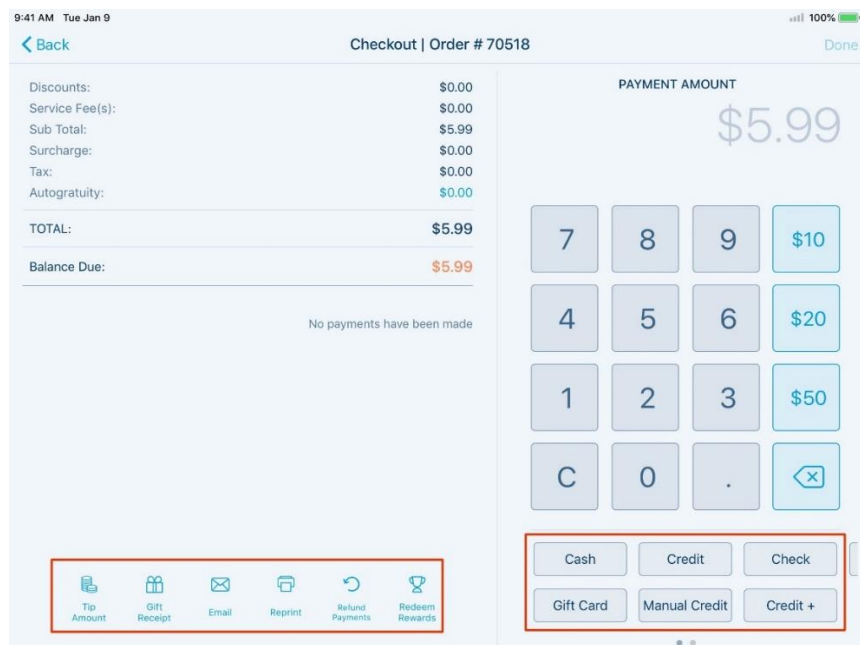 9:41 AM Tue Jan 9
100%
Back
Checkout | Order # 70518
Done
Discounts: $0.00
Service Fee(s): $0.00
Sub Total: $5.99
Surcharge: $0.00
Tax: $0.00
Autogratuity: $0.00
TOTAL: $5.99
Balance Due: $5.99
No payments have been made
Tip Amount
Gift Receipt
Email
Reprint
Refund Payments
Redeem Rewards
PAYMENT AMOUNT
$5.99
7 8 9 $10
4 5 6 $20
1 2 3 $50
C 0 .
Cash Credit Check
Gift Card Manual Credit Credit +